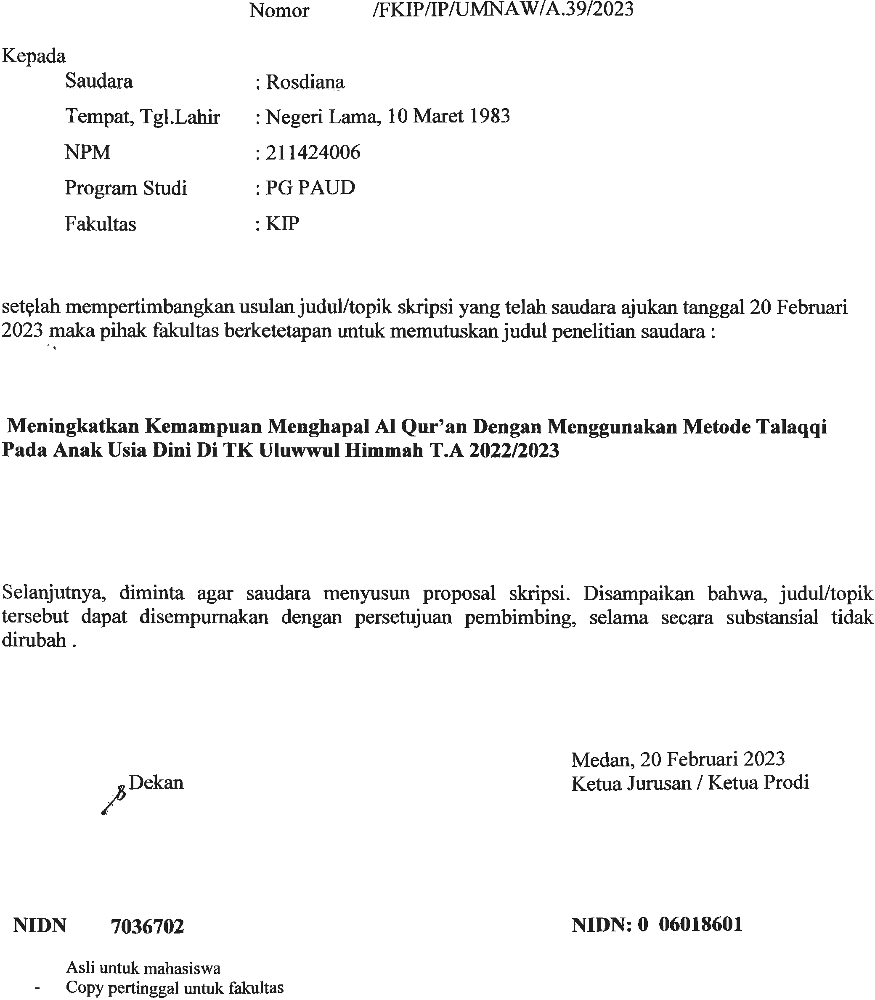 Nomor /FKIP/IP/UMNAW/A.39/2023
Kepada
Saudara : Rosdiana
Tempat, Tgl.Lahir : Negeri Lama, 10 Maret 1983
NPM : 211424006
Program Studi : PG PAUD
Fakultas : KIP
setelah mempertimbangkan usulan judul/topik skripsi yang telah saudara ajukan tanggal 20 Februari
2023 maka pihak fakultas berketetapan untuk memutuskan judul penelitian saudara :
Meningkatkan Kemampuan Menghapal Al Qur'an Dengan Menggunakan Metode Talaqqi
Pada Anak Usia Dini Di TK Uluwwul Himmah T.A 2022/2023
Selanjutnya, diminta agar saudara menyusun proposal skripsi. Disampaikan bahwa, judul/topik
tersebut dapat disempurnakan dengan persetujuan pembimbing, selama secara substansial tidak
dirubah .
Medan, 20 Februari 2023
Dekan Ketua Jurusan / Ketua Prodi
NIDN 7036702 NIDN: 0 06018601
Asli untuk mahasiswa
- Copy pertinggal untuk fakultas